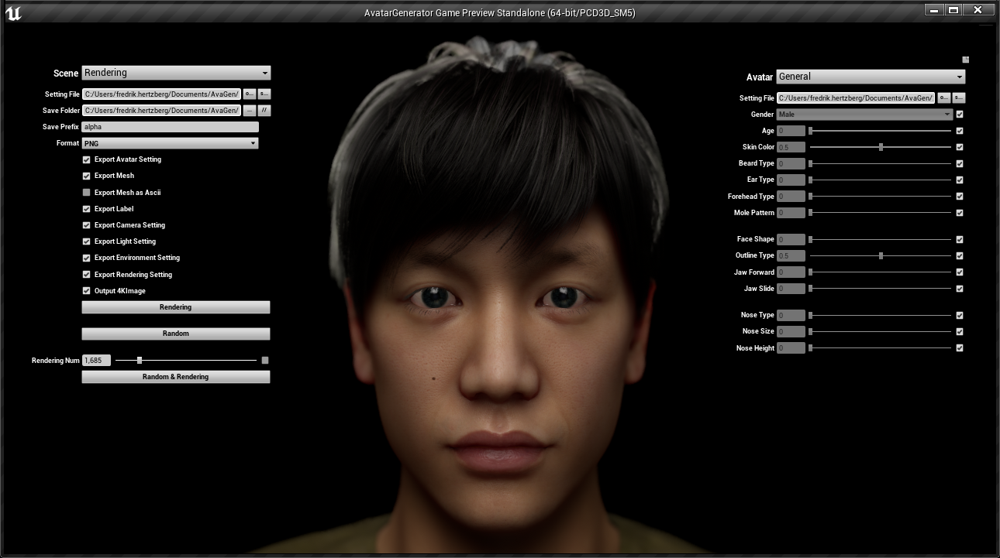 AvatarGenerator Game Preview Standalone (64-bit/PCD3D_SM5)
Scene Rendering
Setting File C:/Users/fredrik.hertzberg/Documents/AvaGen/ o... s...
Save Folder C:/Users/fredrik.hertzberg/Documents/AvaGen/ ... //
Save Prefix alpha
Format PNG
Export Avatar Setting
Export Mesh
Export Mesh as Ascii
Export Label
Export Camera Setting
Export Light Setting
Export Environment Setting
Export Rendering Setting
Output 4KImage
Rendering
Random
Rendering Num 1,685
Random & Rendering
Avatar General
Setting File C:/Users/fredrik.hertzberg/Documents/AvaGen/ o... s...
Gender Male
Age 0
Skin Color 0.5
Beard Type 0
Ear Type 0
Forehead Type 0
Mole Pattern 0
Face Shape 0
Outline Type 0.5
Jaw Forward 0
Jaw Slide 0
Nose Type 0
Nose Size 0
Nose Height 0